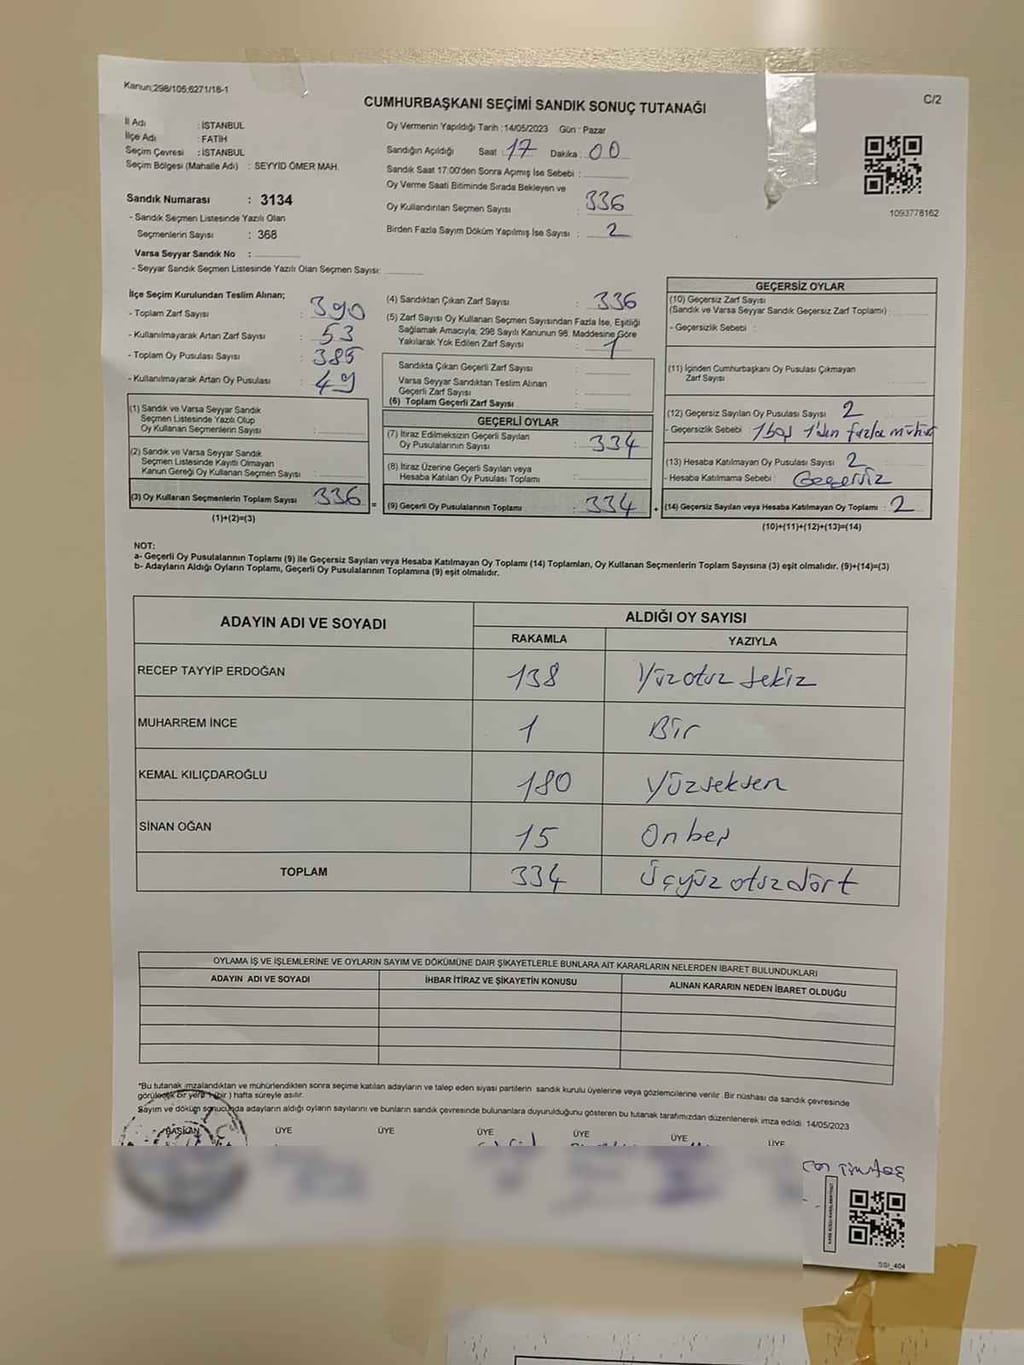 Kanun;298/105;6271/16-1
C/2
CUMHURBAŞKANI SEÇİMİ SANDIK SONUÇ TUTANAĞI
İl Adı : İSTANBUL
İlçe Adı : FATİH
Seçim Çevresi : İSTANBUL
Seçim Bölgesi (Mahalle Adı) : SEYYİD ÖMER MAH.
Oy Vermenin Yapıldığı Tarih :14/05/2023 Gün : Pazar
Sandığın Açıldığı Saat : 17 Dakika : 00
Sandık Saat 17:00'den Sonra Açımış İse Sebebi :
Oy Verme Saati Bitiminde Sırada Bekleyen ve
Oy Kullandırılan Seçmen Sayısı : 336
Birden Fazla Sayım Döküm Yapılmış İse Sayısı : 2
1093778162
Sandık Numarası : 3134
- Sandık Seçmen Listesinde Yazılı Olan
Seçmenlerin Sayısı : 368
Varsa Seyyar Sandık No :
- Seyyar Sandık Seçmen Listesinde Yazılı Olan Seçmen Sayısı:
İlçe Seçim Kurulundan Teslim Alınan;
- Toplam Zarf Sayısı : 390
- Kullanılmayarak Artan Zarf Sayısı : 53
- Toplam Oy Pusulası Sayısı : 385
- Kullanılmayarak Artan Oy Pusulası : 49
(1) Sandık ve Varsa Seyyar Sandık
Seçmen Listesinde Yazılı Olup
Oy Kullanan Seçmenlerin Sayısı :
(2) Sandık ve Varsa Seyyar Sandık
Seçmen Listesinde Kayıtlı Olmayan
Kanun Gereği Oy Kullanan Seçmen Sayısı :
(3) Oy Kullanan Seçmenlerin Toplam Sayısı 336 =
(1)+(2)=(3)
(4) Sandıktan Çıkan Zarf Sayısı : 336
(5) Zarf Sayısı Oy Kullanan Seçmen Sayısından Fazla İse, Eşitliği
Sağlamak Amacıyla; 298 Sayılı Kanunun 98. Maddesine Göre
Yakılarak Yok Edilen Zarf Sayısı : 1
Sandıkta Çıkan Geçerli Zarf Sayısı :
Varsa Seyyar Sandıktan Teslim Alınan
Geçerli Zarf Sayısı :
(6) Toplam Geçerli Zarf Sayısı :
GEÇERLİ OYLAR
(7) İtiraz Edilmeksizin Geçerli Sayılan
Oy Pusulalarının Sayısı : 334
(8) İtiraz Üzerine Geçerli Sayılan veya
Hesaba Katılan Oy Pusulası Toplamı :
(9) Geçerli Oy Pusulalarının Toplamı : 334 +
GEÇERSİZ OYLAR
(10) Geçersiz Zarf Sayısı
(Sandık ve Varsa Seyyar Sandık Geçersiz Zarf Toplamı) :
- Geçersizlik Sebebi :
(11) İçinden Cumhurbaşkanı Oy Pusulası Çıkmayan
Zarf Sayısı
(12) Geçersiz Sayılan Oy Pusulası Sayısı : 2
- Geçersizlik Sebebi : 1 boş 1'den fazla mühür
(13) Hesaba Katılmayan Oy Pusulası Sayısı : 2
- Hesaba Katılmama Sebebi : Geçersiz
(14) Geçersiz Sayılan veya Hesaba Katılmayan Oy Toplamı : 2
(10)+(11)+(12)+(13)=(14)
NOT:
a- Geçerli Oy Pusulalarının Toplamı (9) ile Geçersiz Sayılan veya Hesaba Katılmayan Oy Toplamı (14) Toplamları, Oy Kullanan Seçmenlerin Toplam Sayısına (3) eşit olmalıdır. (9)+(14)=(3)
b- Adayların Aldığı Oyların Toplamı, Geçerli Oy Pusulalarının Toplamına (9) eşit olmalıdır.
ADAYIN ADI VE SOYADI
ALDIĞI OY SAYISI
RAKAMLA YAZIYLA
RECEP TAYYİP ERDOĞAN 138 Yüzotuz sekiz
MUHARREM İNCE 1 Bir
KEMAL KILIÇDAROĞLU 180 Yüzseksen
SİNAN OĞAN 15 Onbeş
TOPLAM 334 Üçyüz otuzdört
OYLAMA İŞ VE İŞLEMLERİNE VE OYLARIN SAYIM VE DÖKÜMÜNE DAİR ŞİKAYETLERLE BUNLARA AİT KARARLARIN NELERDEN İBARET BULUNDUKLARI
ADAYIN ADI VE SOYADI İHBAR İTİRAZ VE ŞİKAYETİN KONUSU ALINAN KARARIN NEDEN İBARET OLDUĞU
*Bu tutanak imzalandıktan ve mühürlendikten sonra seçime katılan adayların ve talep eden siyasi partilerin sandık kurulu üyelerine veya gözlemcilerine verilir. Bir nüshası da sandık çevresinde
görülecek bir yere 1 (bir ) hafta süreyle asılır.
Sayım ve döküm sonucunda adayların aldığı oyların sayılarını ve bunların sandık çevresinde bulunanlara duyurulduğunu gösteren bu tutanak tarafımızdan düzenlenerek imza edildi. 14/05/2023
BAŞKAN ÜYE ÜYE ÜYE ÜYE ÜYE ÜYE
SSI_404